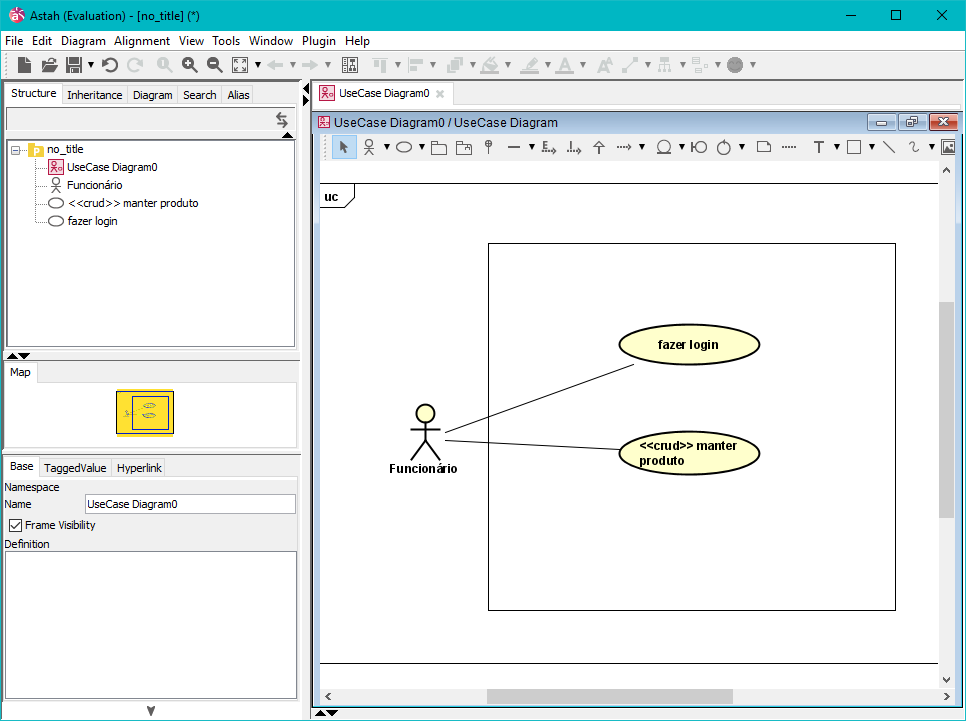 Astah (Evaluation) - [no_title] (*)
File Edit Diagram Alignment View Tools Window Plugin Help
Structure Inheritance Diagram Search Alias
no_title
UseCase Diagram0
Funcionário
<<crud>> manter produto
fazer login
Map
Base TaggedValue Hyperlink
Namespace
Name UseCase Diagram0
Frame Visibility
Definition
UseCase Diagram0
UseCase Diagram0 / UseCase Diagram
uc
fazer login
<<crud>> manter
produto
Funcionário